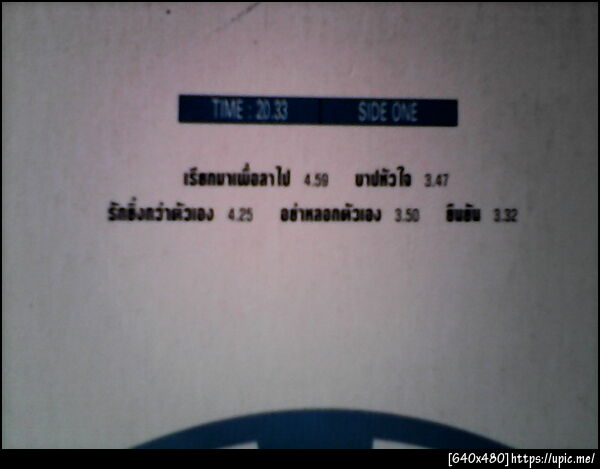 TIME : 20.33 SIDE ONE
เรียกมาเพื่อลาไป 4.59 บาปหัวใจ 3.47
รักยิ่งกว่าตัวเอง 4.25 อย่าหลอกตัวเอง 3.50 ยืนยัน 3.32
[640x480]https://upic.me/